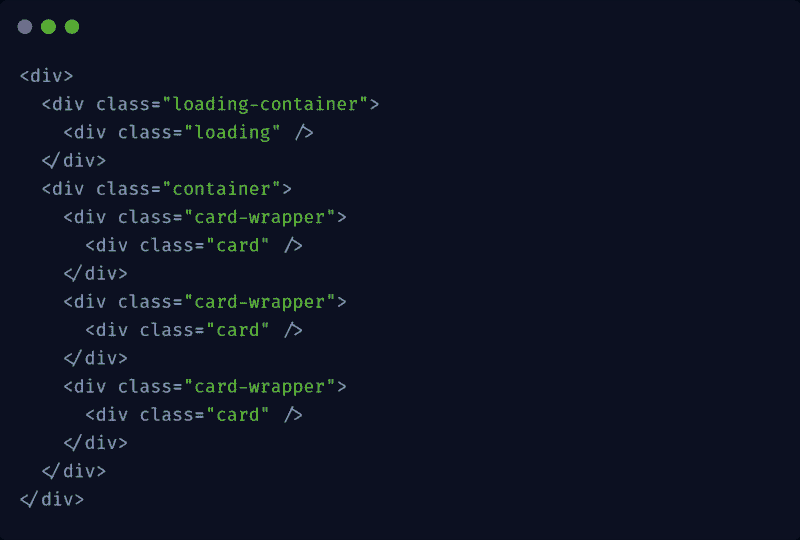 <div>
  <div class="loading-container">
    <div class="loading" />
  </div>
  <div class="container">
    <div class="card-wrapper">
      <div class="card" />
    </div>
    <div class="card-wrapper">
      <div class="card" />
    </div>
    <div class="card-wrapper">
      <div class="card" />
    </div>
  </div>
</div>